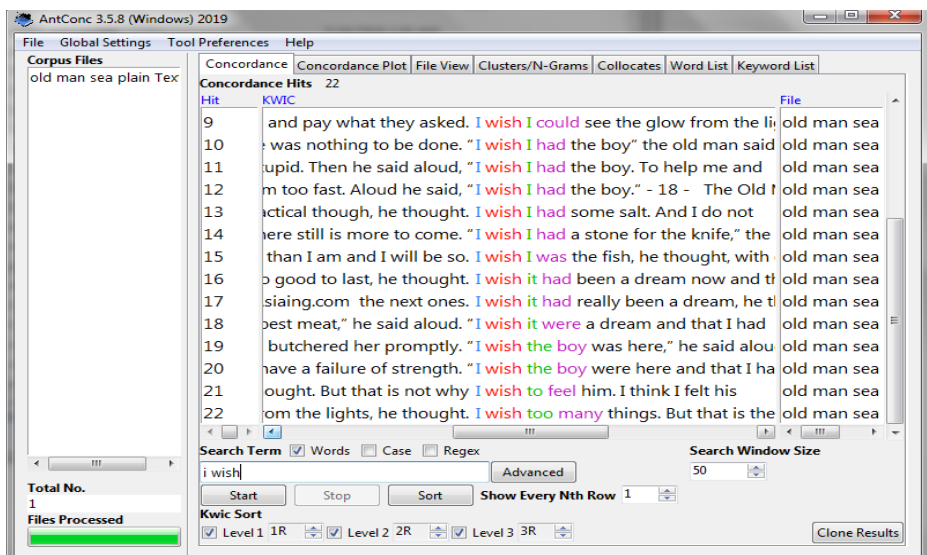 AntConc 3.5.8 (Windows) 2019
File Global Settings Tool Preferences Help
Corpus Files
old man sea plain Tex
Concordance Concordance Plot File View Clusters/N-Grams Collocates Word List Keyword List
Concordance Hits 22
Hit KWIC File
9 and pay what they asked. I wish I could see the glow from the li old man sea
10 was nothing to be done. “I wish I had the boy” the old man said old man sea
11 upid. Then he said aloud, “I wish I had the boy. To help me and old man sea
12 m too fast. Aloud he said, “I wish I had the boy.” - 18 - The Old old man sea
13 actical though, he thought. I wish I had some salt. And I do not old man sea
14 here still is more to come. “I wish I had a stone for the knife,” the old man sea
15 than I am and I will be so. I wish I was the fish, he thought, with old man sea
16 o good to last, he thought. I wish it had been a dream now and th old man sea
17 siaing.com the next ones. I wish it had really been a dream, he t old man sea
18 best meat,” he said aloud. “I wish it were a dream and that I had old man sea
19 butchered her promptly. “I wish the boy was here,” he said alou old man sea
20 have a failure of strength. “I wish the boy were here and that I ha old man sea
21 ought. But that is not why I wish to feel him. I think I felt his old man sea
22 rom the lights, he thought. I wish too many things. But that is the old man sea
Search Term Words Case Regex Search Window Size
i wish Advanced 50
Start Stop Sort Show Every Nth Row 1
Kwic Sort
Level 1 1R Level 2 2R Level 3 3R Clone Results
Total No.
1
Files Processed